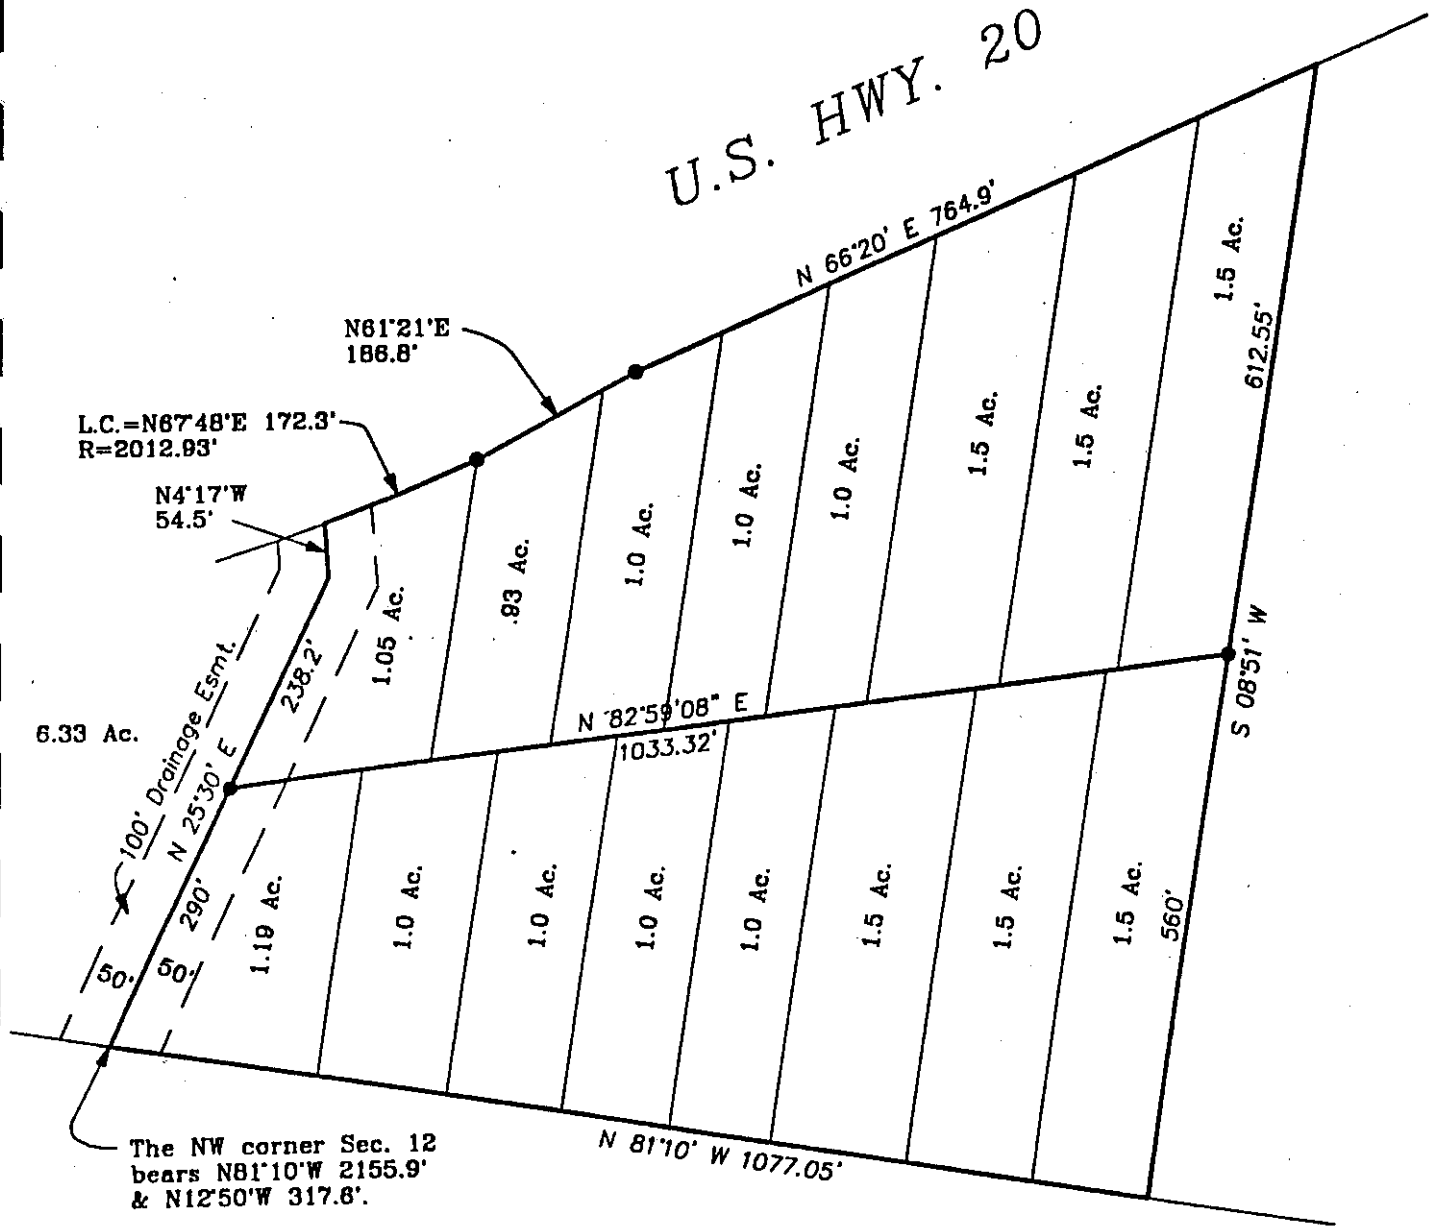 U.S. HWY. 20
N 66°20' E 764.9'
N61°21'E
186.8'
L.C.=N67°48'E 172.3'
R=2012.93'
N4°17'W
54.5'
1.5 Ac.
612.55'
1.5 Ac.
1.5 Ac.
1.0 Ac.
1.0 Ac.
1.0 Ac.
.93 Ac.
1.05 Ac.
238.2'
100' Drainage Esmt.
6.33 Ac.
N 25°30' E
290'
N 82°59'08" E
1033.32'
S 08°51' W
560'
1.19 Ac.
1.0 Ac.
1.0 Ac.
1.0 Ac.
1.0 Ac.
1.5 Ac.
1.5 Ac.
1.5 Ac.
50'
50'
N 81°10' W 1077.05'
The NW corner Sec. 12
bears N81°10'W 2155.9'
& N12°50'W 317.6'.